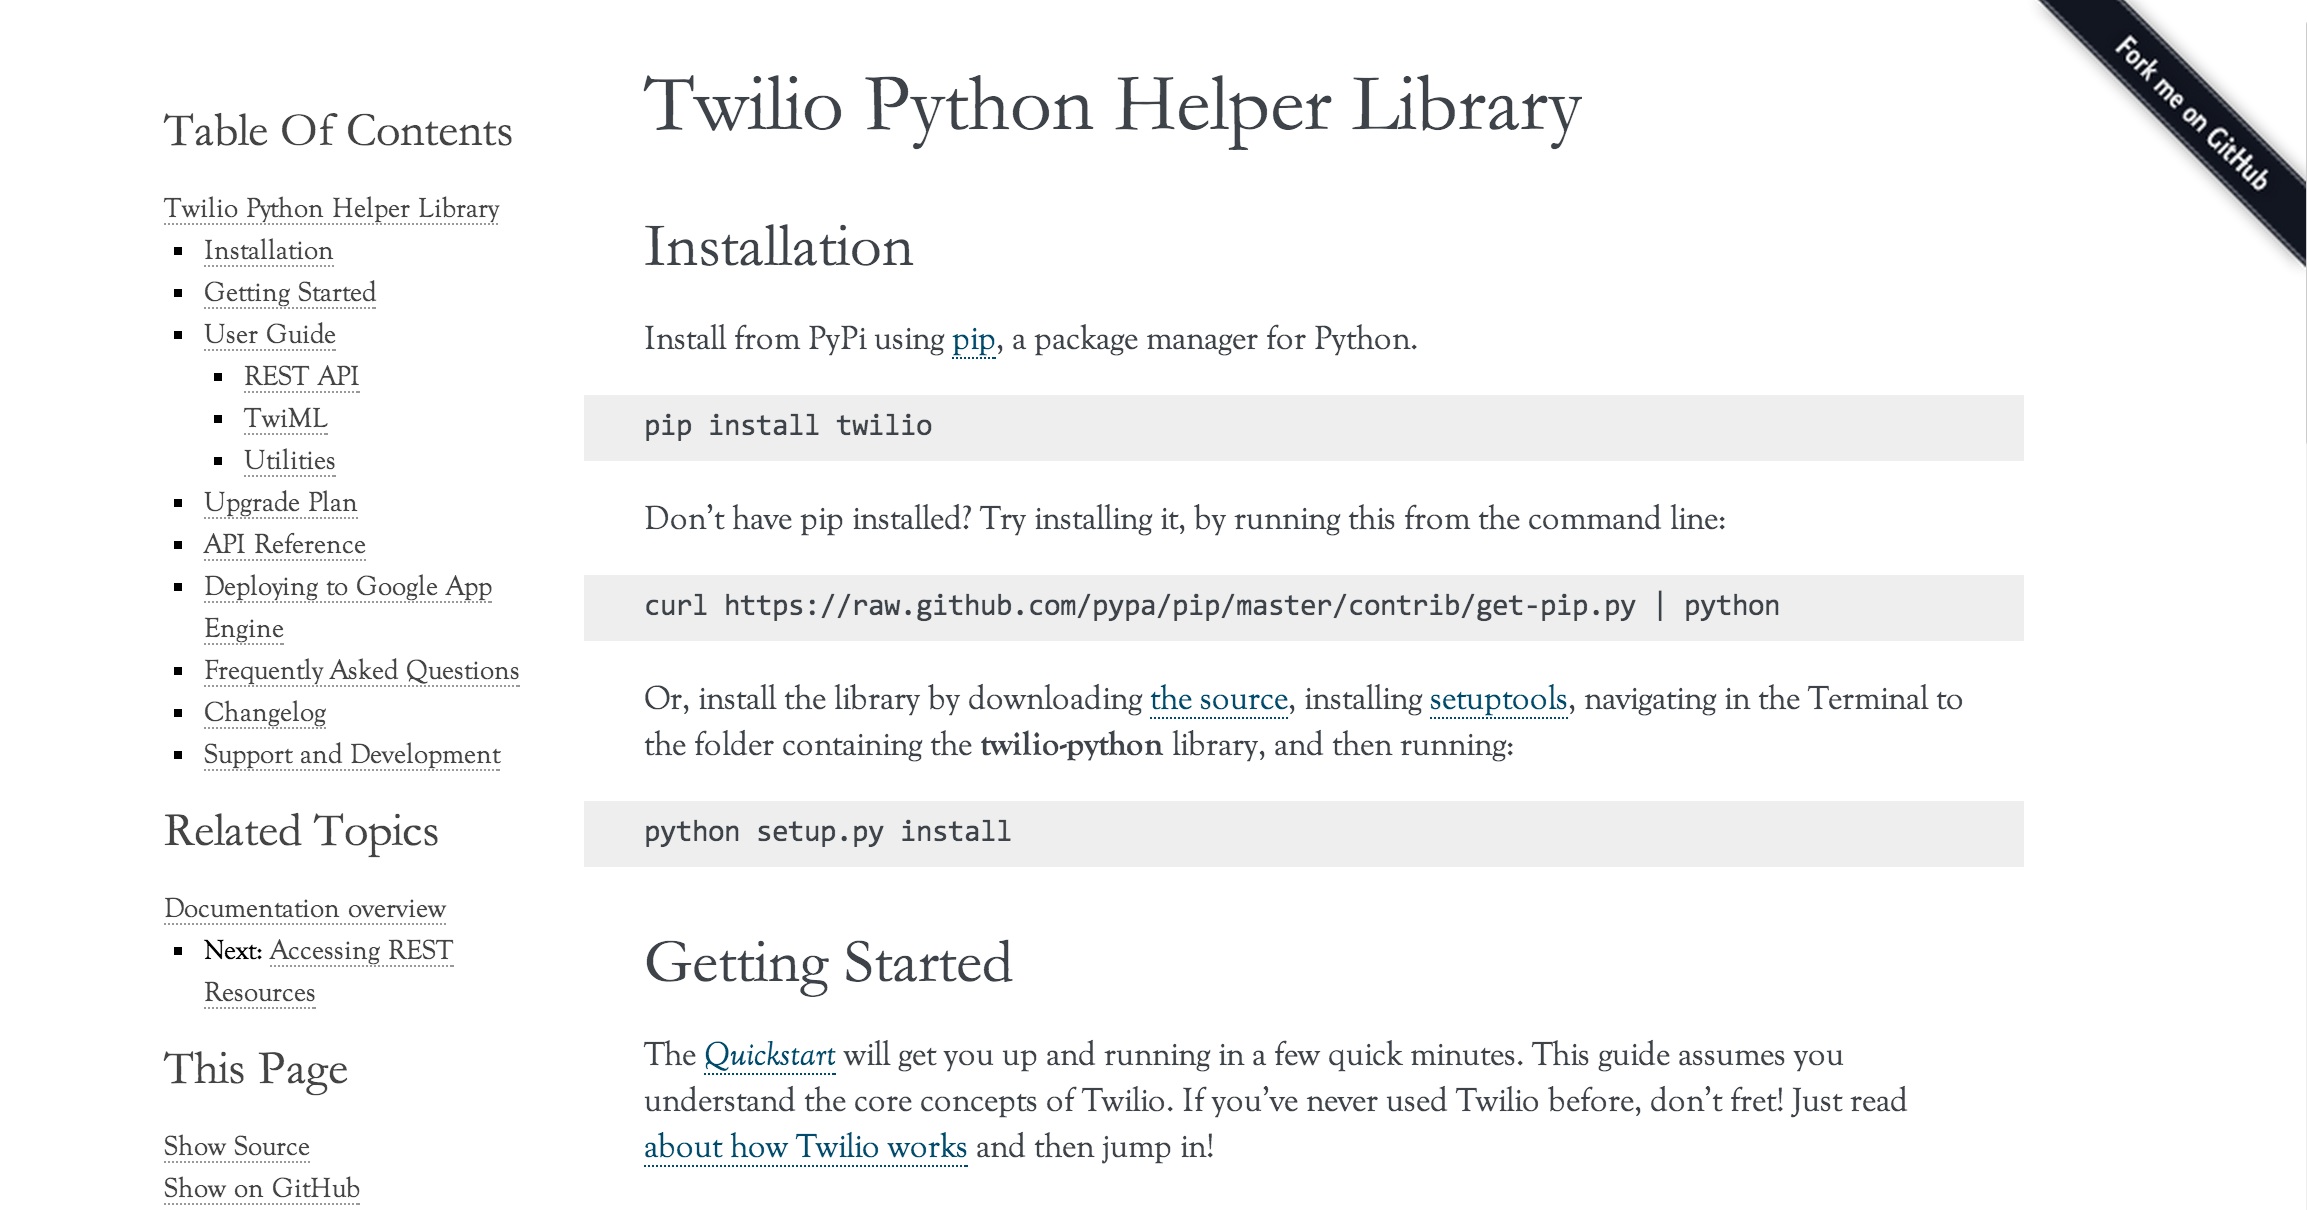 Fork me on GitHub
Table Of Contents
Twilio Python Helper Library
Installation
Getting Started
User Guide
REST API
TwiML
Utilities
Upgrade Plan
API Reference
Deploying to Google App
Engine
Frequently Asked Questions
Changelog
Support and Development
Related Topics
Documentation overview
Next: Accessing REST
Resources
This Page
Show Source
Show on GitHub
Twilio Python Helper Library
Installation
Install from PyPi using pip, a package manager for Python.
pip install twilio
Don’t have pip installed? Try installing it, by running this from the command line:
curl https://raw.github.com/pypa/pip/master/contrib/get-pip.py | python
Or, install the library by downloading the source, installing setuptools, navigating in the Terminal to
the folder containing the twilio-python library, and then running:
python setup.py install
Getting Started
The Quickstart will get you up and running in a few quick minutes. This guide assumes you
understand the core concepts of Twilio. If you’ve never used Twilio before, don’t fret! Just read
about how Twilio works and then jump in!